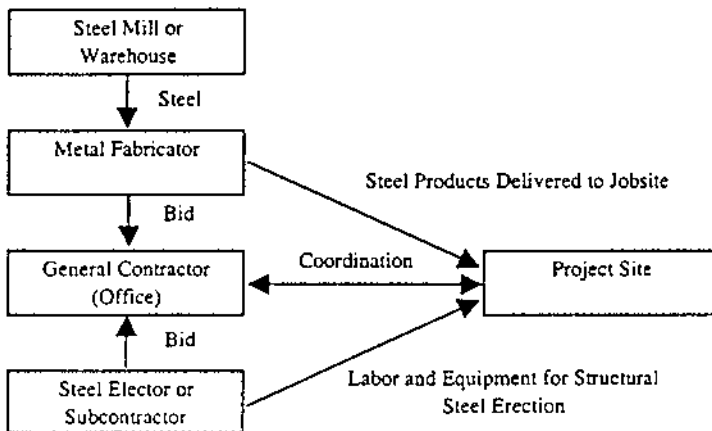 Steel Mill or
Warehouse
Steel
Metal Fabricator
Steel Products Delivered to Jobsite
Bid
General Contractor
(Office)
Coordination
Project Site
Bid
Steel Elector or
Subcontractor
Labor and Equipment for Structural
Steel Erection